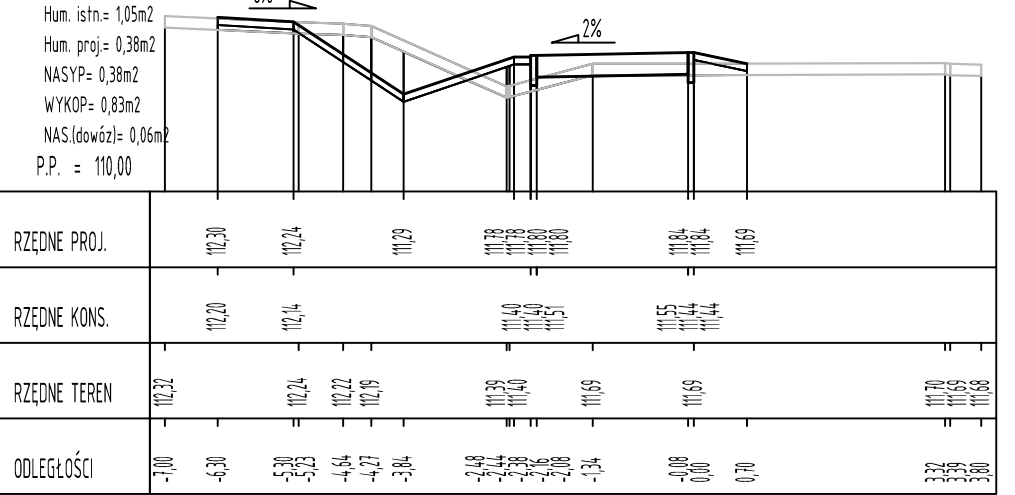 Hum. istn.= 1,05m2
Hum. proj.= 0,38m2
NASYP= 0,38m2
WYKOP= 0,83m2
NAS.(dowóz)= 0,06m2
P.P. = 110,00
2%
RZĘDNE PROJ. 112,30 112,24 111,29 111,78 111,78 111,80 111,80 111,84 111,84 111,69
RZĘDNE KONS. 112,20 112,14 111,40 111,40 111,51 111,55 111,44 111,44
RZĘDNE TEREN 112,32 112,24 112,22 112,19 111,39 111,40 111,69 111,69 111,70 111,69 111,68
ODLEGŁOŚCI -7,00 -6,30 -5,30 -5,23 -4,64 -4,27 -3,84 -2,48 -2,44 -2,38 -2,16 -2,08 -1,34 -0,08 0,00 0,70 3,32 3,39 3,80